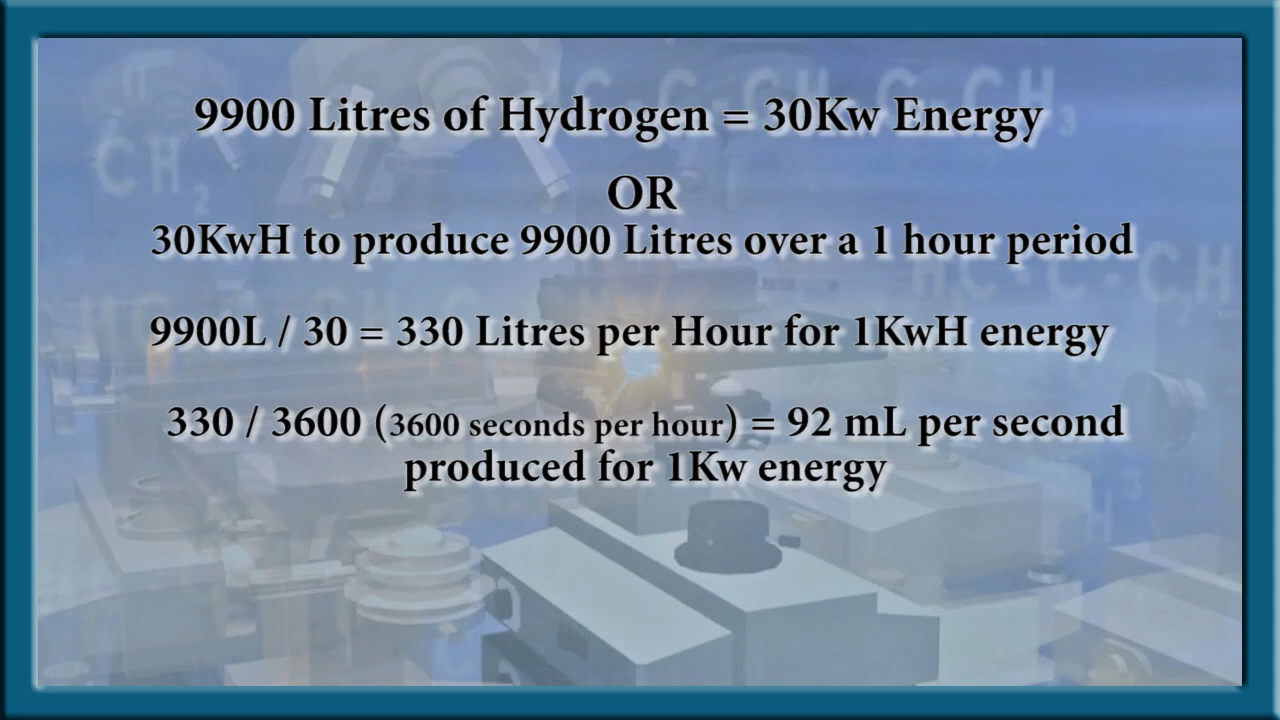 9900 Litres of Hydrogen = 30Kw Energy
OR
30KwH to produce 9900 Litres over a 1 hour period
9900L / 30 = 330 Litres per Hour for 1KwH energy
330 / 3600 (3600 seconds per hour) = 92 mL per second
produced for 1Kw energy
CH2